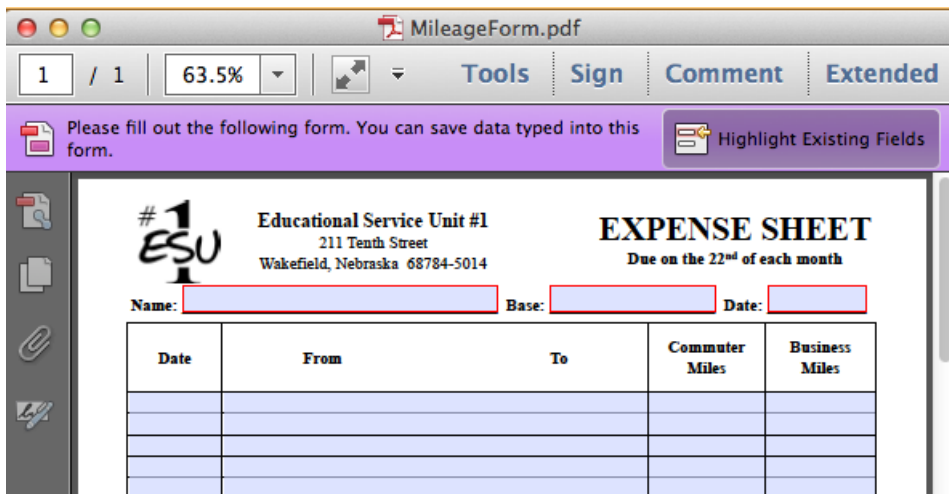 MileageForm.pdf
1 / 1 63.5% Tools Sign Comment Extended
Please fill out the following form. You can save data typed into this
form.
Highlight Existing Fields
#1
ESU
Educational Service Unit #1
211 Tenth Street
Wakefield, Nebraska 68784-5014
EXPENSE SHEET
Due on the 22nd of each month
Name: Base: Date:
Date From To Commuter Miles Business Miles